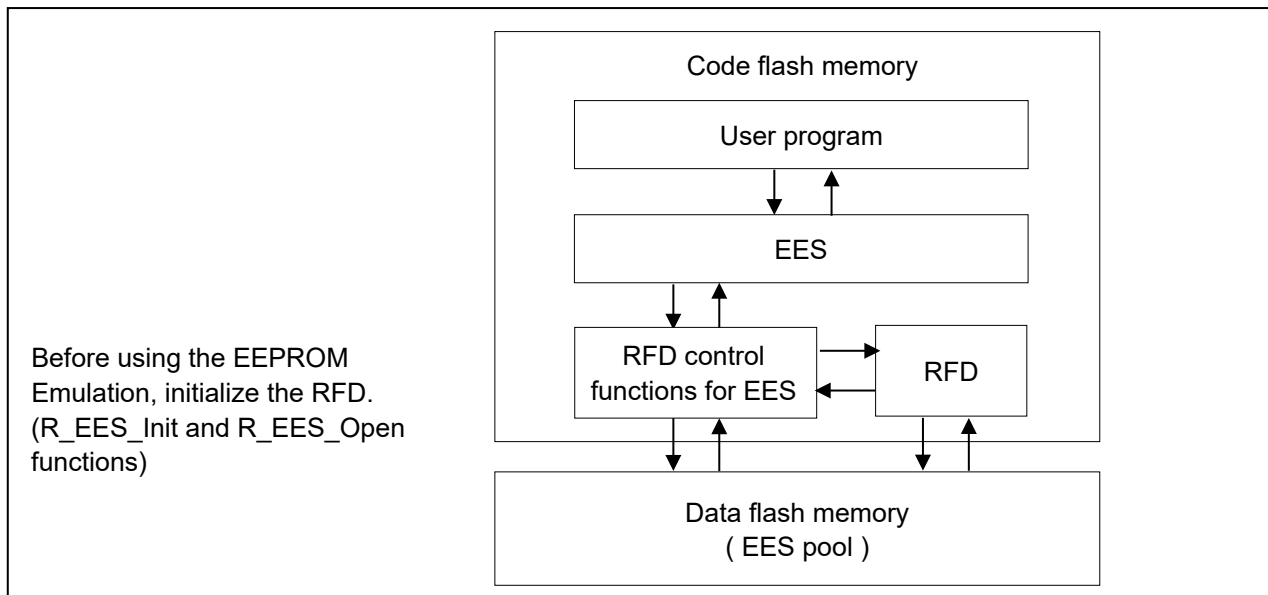 Code flash memory
User program
EES
RFD control
functions for EES
RFD
Before using the EEPROM
Emulation, initialize the RFD.
(R_EES_Init and R_EES_Open
functions)
Data flash memory
( EES pool )